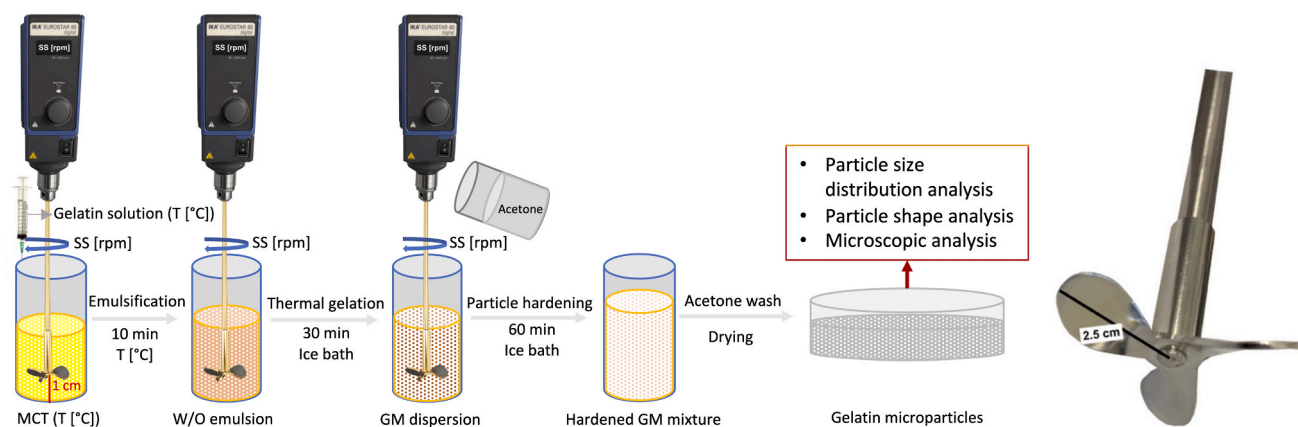 IKA EUROSTAR 60
digital
SS [rpm]
IKA EUROSTAR 60
digital
SS [rpm]
IKA EUROSTAR 60
digital
SS [rpm]
Gelatin solution (T [°C])
SS [rpm]
SS [rpm]
SS [rpm]
Acetone
• Particle size
distribution analysis
• Particle shape analysis
• Microscopic analysis
Emulsification
10 min
T [°C]
Thermal gelation
30 min
Ice bath
Particle hardening
60 min
Ice bath
Acetone wash
Drying
1 cm
2.5 cm
MCT (T [°C])
W/O emulsion
GM dispersion
Hardened GM mixture
Gelatin microparticles